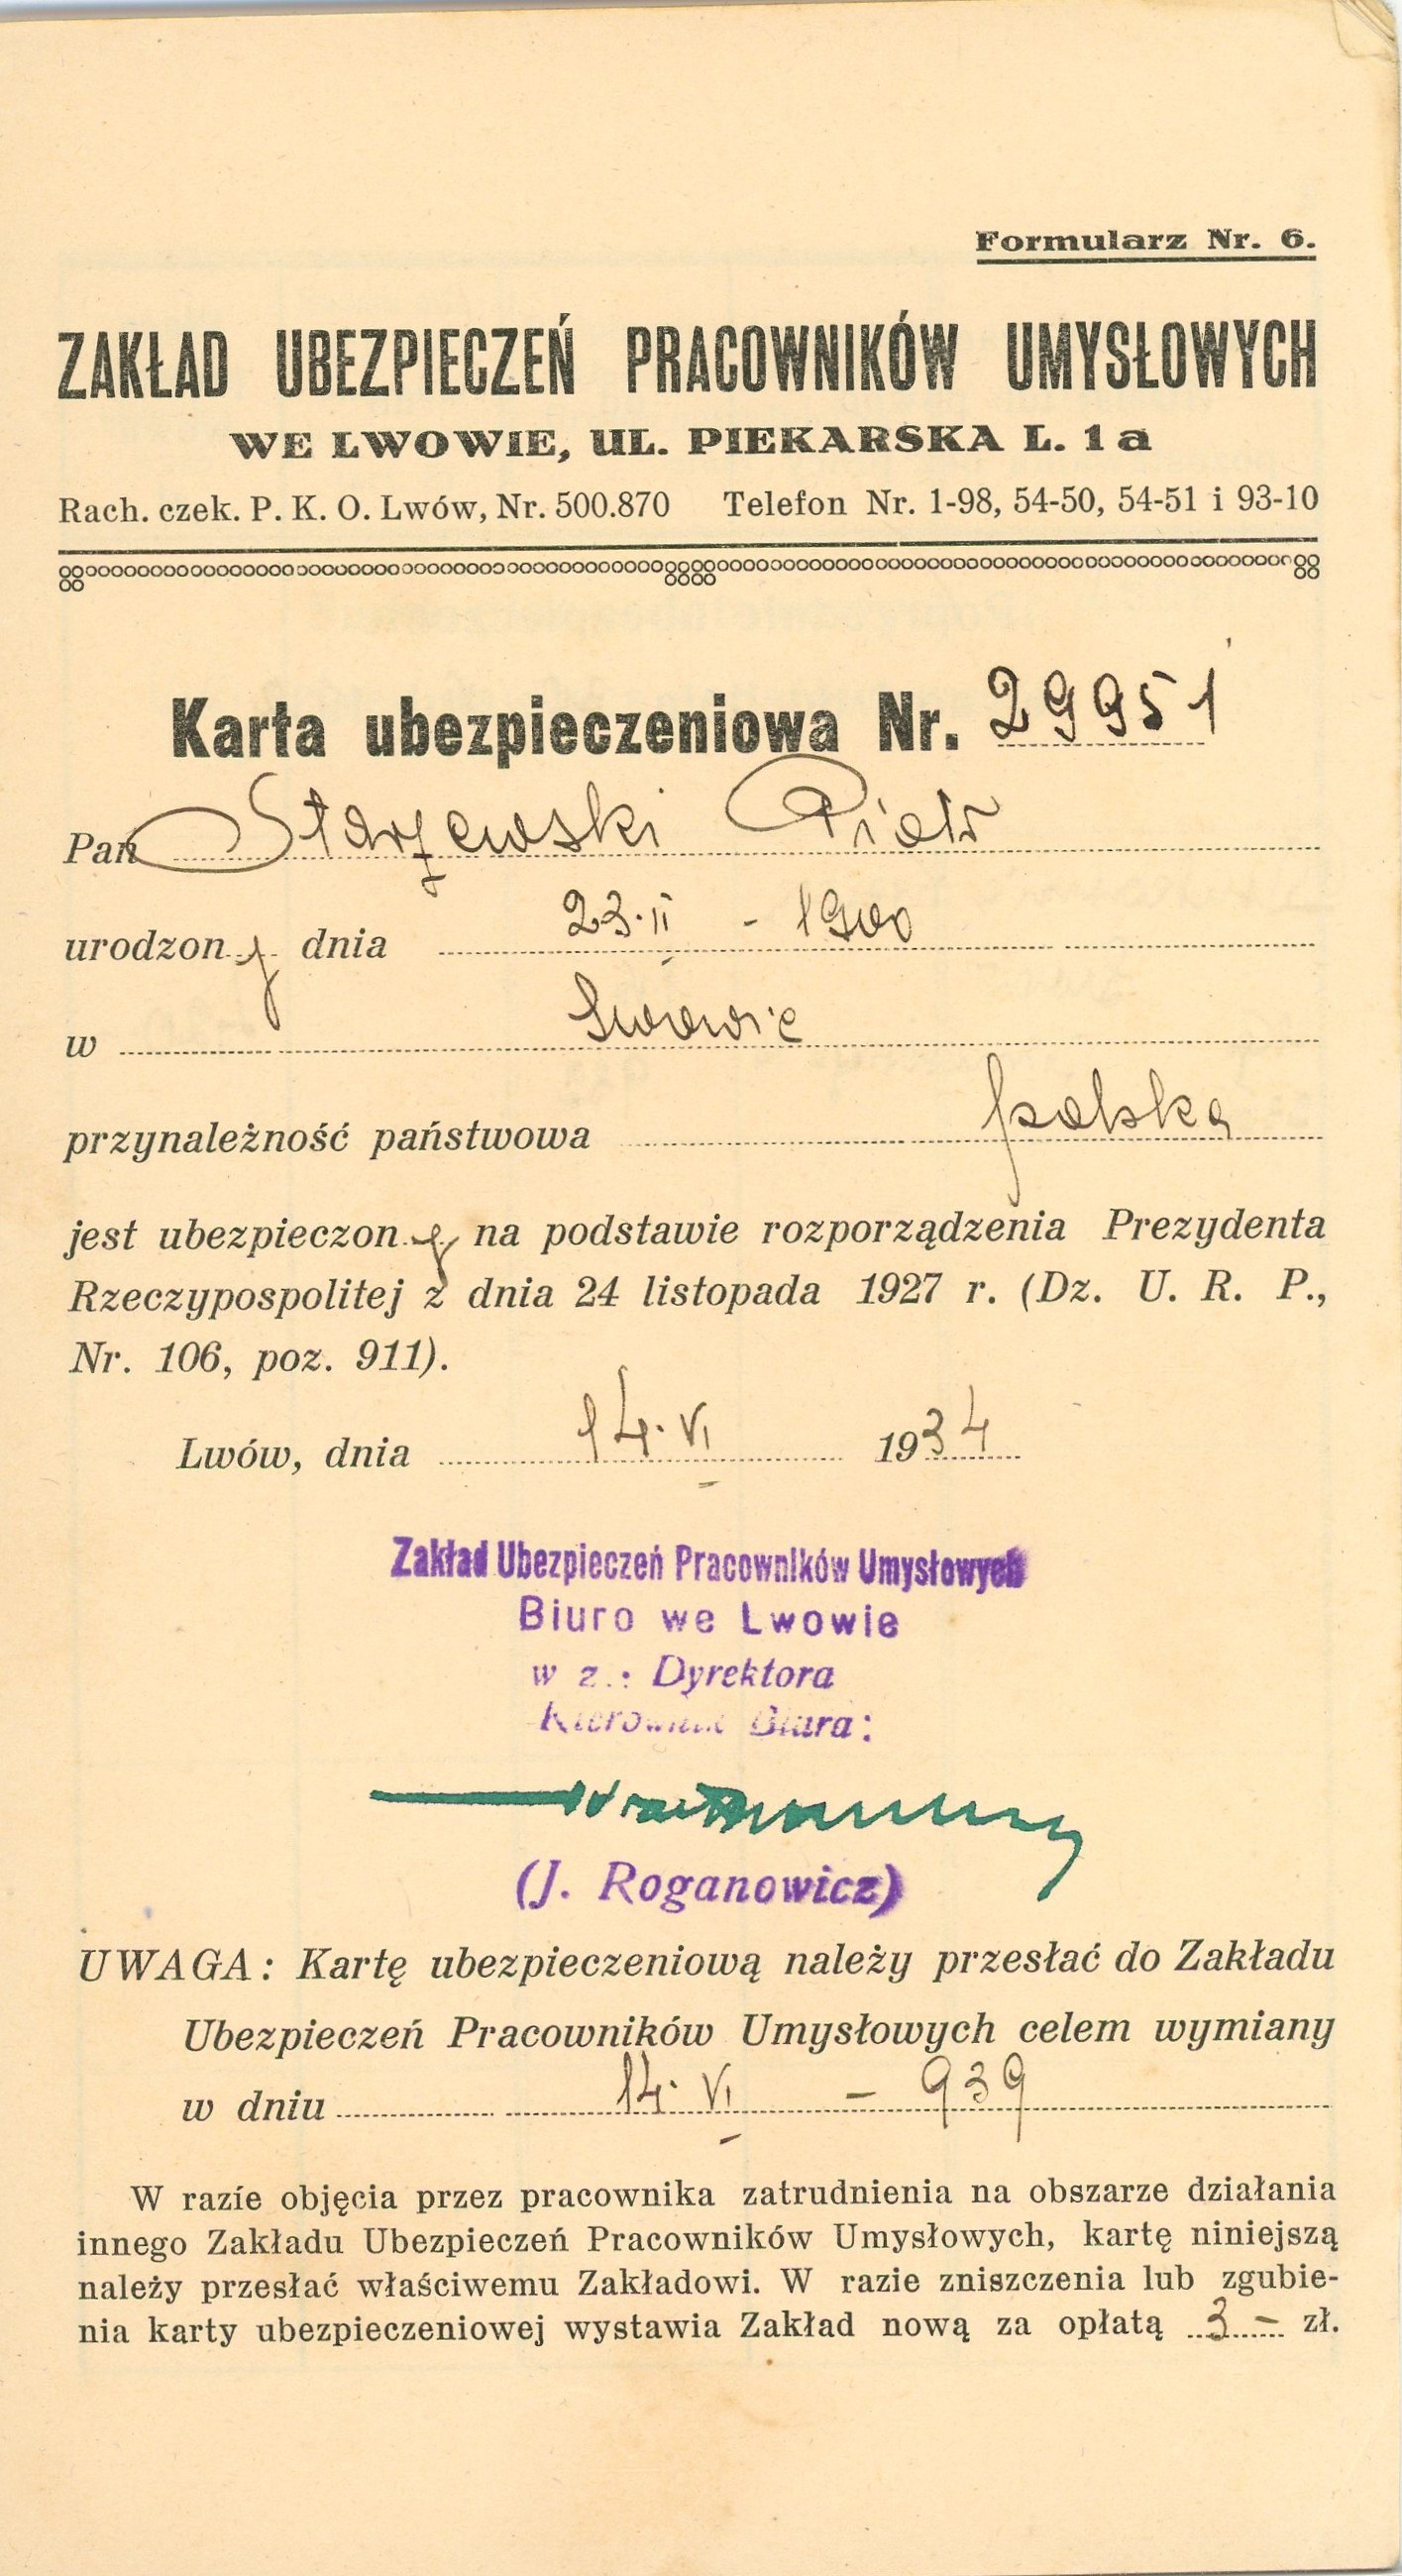 Formularz Nr. 6.
ZAKŁAD UBEZPIECZEŃ PRACOWNIKÓW UMYSŁOWYCH
WE LWOWIE, UL. PIEKARSKA L. 1a
Rach. czek. P. K. O. Lwów, Nr. 500.870 Telefon Nr. 1-98, 54-50, 54-51 i 93-10
Karta ubezpieczeniowa Nr. 29951
Pan Starzewski Piotr
urodzony dnia 23.II - 1900
w Lwowie
przynależność państwowa polska
jest ubezpieczony na podstawie rozporządzenia Prezydenta
Rzeczypospolitej z dnia 24 listopada 1927 r. (Dz. U. R. P.,
Nr. 106, poz. 911).
Lwów, dnia 14.VI 1934
Zakład Ubezpieczeń Pracowników Umysłowych
Biuro we Lwowie
w z.: Dyrektora
Kierownik Biura:
(J. Roganowicz)
UWAGA: Kartę ubezpieczeniową należy przesłać do Zakładu
Ubezpieczeń Pracowników Umysłowych celem wymiany
w dniu 14.VI - 939
W razie objęcia przez pracownika zatrudnienia na obszarze działania
innego Zakładu Ubezpieczeń Pracowników Umysłowych, kartę niniejszą
należy przesłać właściwemu Zakładowi. W razie zniszczenia lub zgubie-
nia karty ubezpieczeniowej wystawia Zakład nową za opłatą 3 - zł.